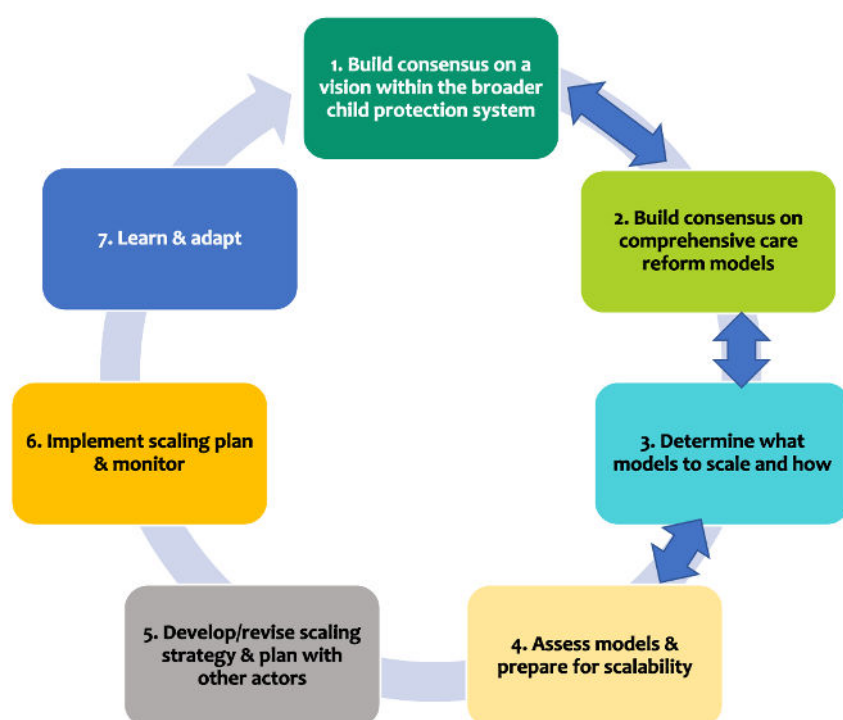 1. Build consensus on a
vision within the broader
child protection system
2. Build consensus on
comprehensive care
reform models
3. Determine what
models to scale and how
4. Assess models &
prepare for scalability
5. Develop/revise scaling
strategy & plan with
other actors
6. Implement scaling plan
& monitor
7. Learn & adapt